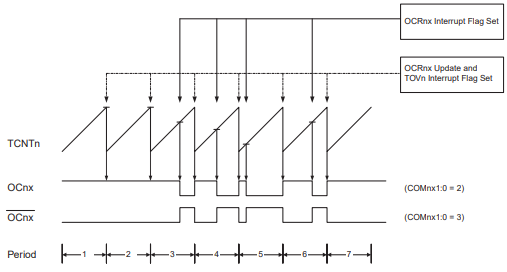 OCRnx Interrupt Flag Set
OCRnx Update and
TOVn Interrupt Flag Set
TCNTn
OCnx
(COMnx1:0 = 2)
OCnx
(COMnx1:0 = 3)
Period
1
2
3
4
5
6
7